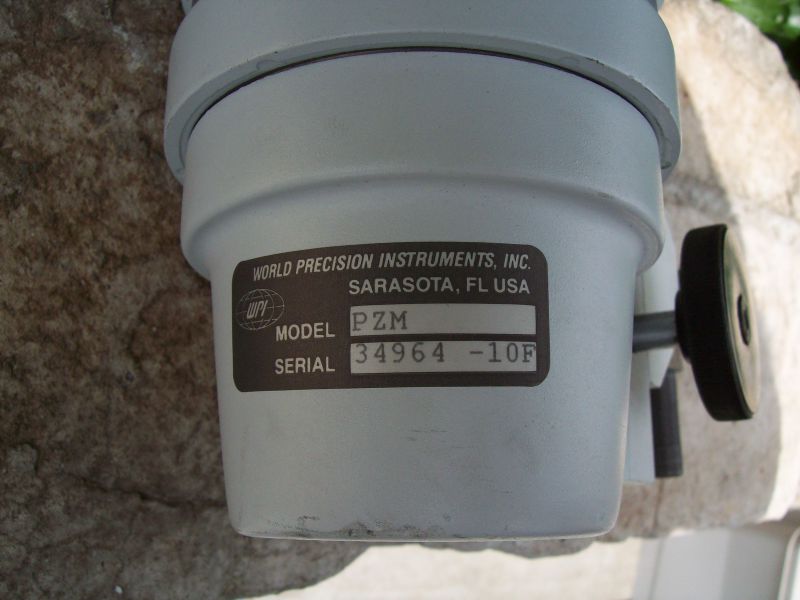 WORLD PRECISION INSTRUMENTS, INC.
SARASOTA, FL USA
WPI
MODEL PZM
SERIAL 34964 -10F